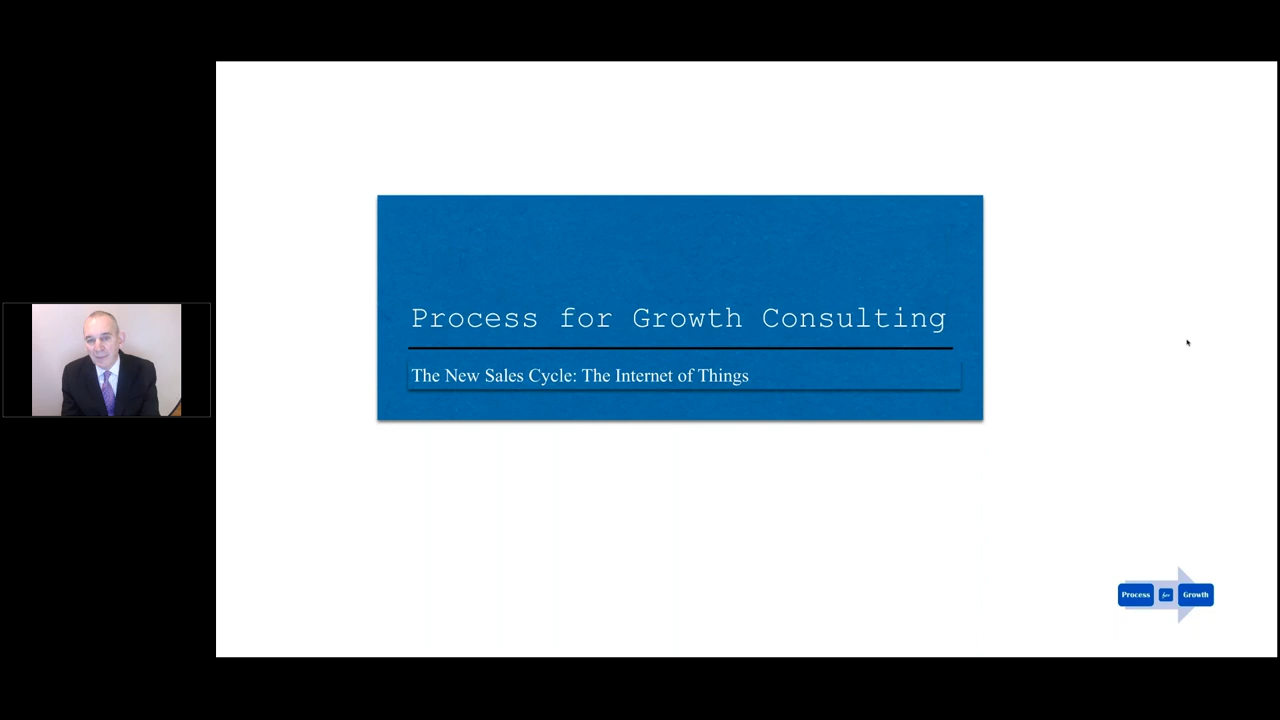 Process for Growth Consulting
The New Sales Cycle: The Internet of Things
Process for Growth